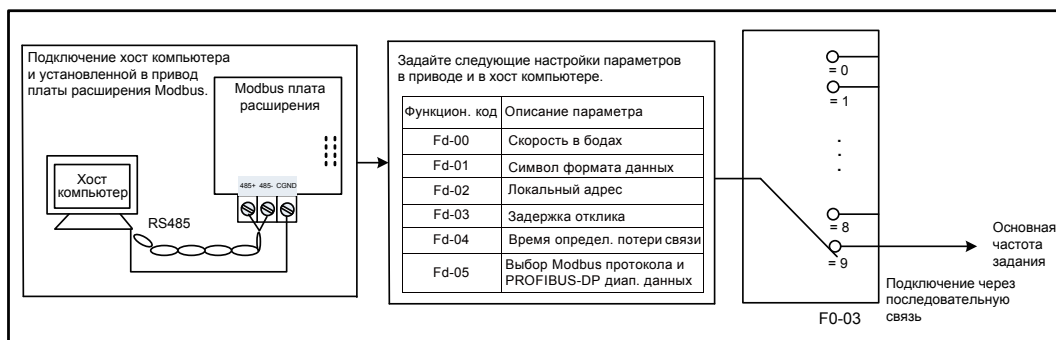 Подключение хост компьютера
и установленной в привод
платы расширения Modbus.
Modbus плата
расширения
485+ 485- CGND
Хост
компьютер
RS485
Задайте следующие настройки параметров
в приводе и в хост компьютере.
Функцион. код Описание параметра
Fd-00 Скорость в бодах
Fd-01 Символ формата данных
Fd-02 Локальный адрес
Fd-03 Задержка отклика
Fd-04 Время определ. потери связи
Fd-05 Выбор Modbus протокола и
PROFIBUS-DP диап. данных
= 0
= 1
= 8
= 9
F0-03
Основная
частота
задания
Подключение через
последовательную
связь